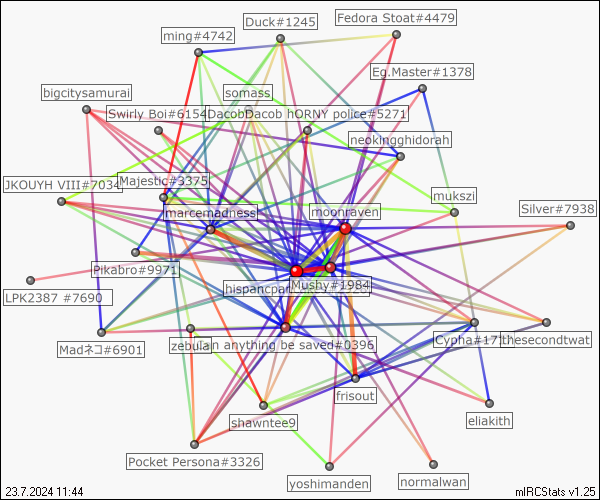 Fedora Stoat#4479
Duck#1245
ming#4742
Eg.Master#1378
bigcitysamurai
somass
Swirly Boi#6154
DacobDacob hORNY police#5271
neokingghidorah
JKOUYH VIII#7034
Majestic#3375
mukszi
marcemadness
moonraven
Silver#7938
Pikabro#9971
Mushy#1984
hispancpar
LPK2387 #7690
Madネコ#6901
zebula
n anything be saved#0396
Cypha#17
thesecondtwat
frisout
shawntee9
eliakith
Pocket Persona#3326
yoshimanden
normalwan
23.7.2024 11:44
mIRCStats v1.25